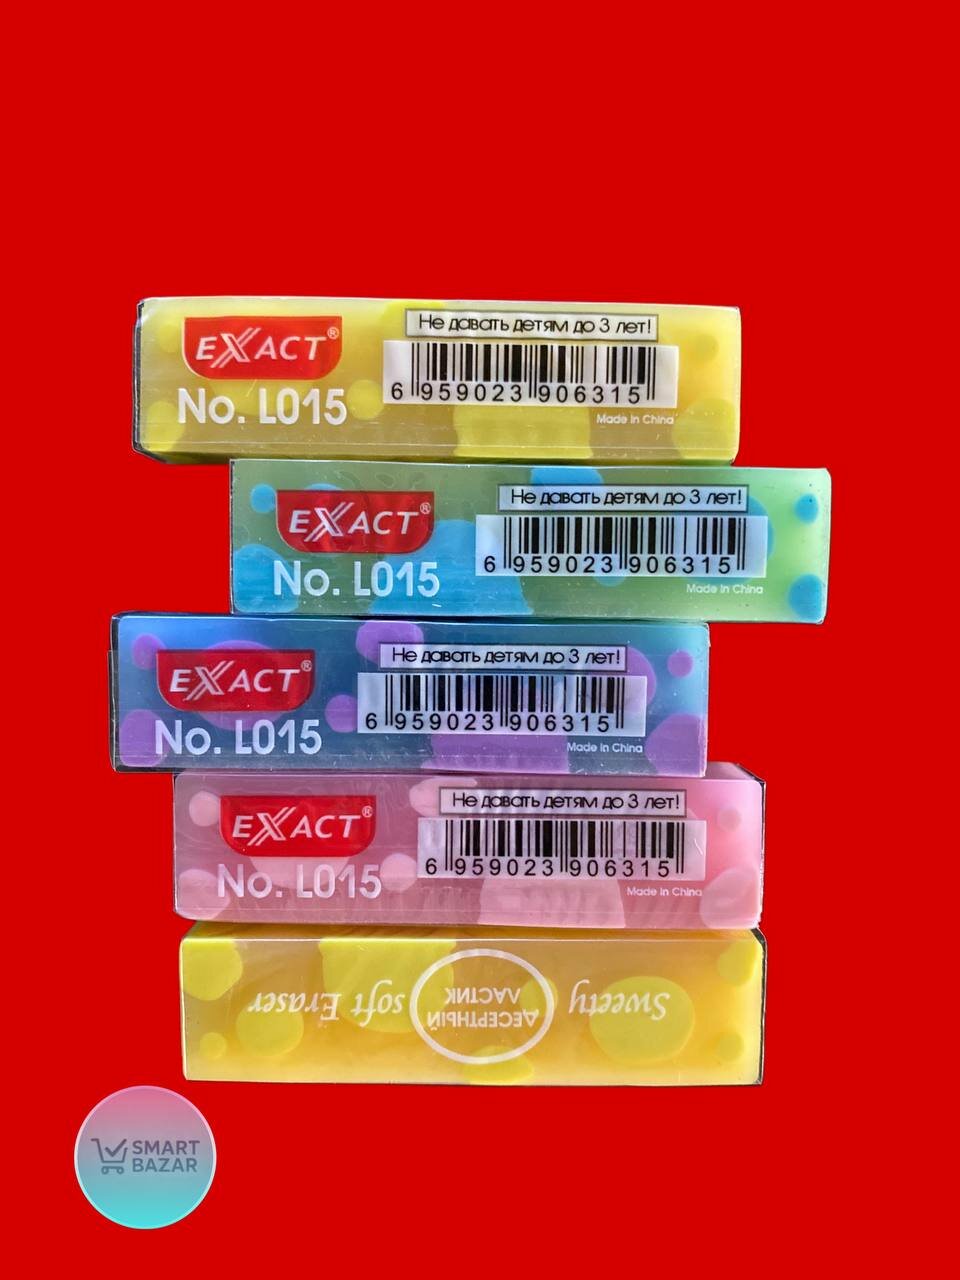 Не давать детям до 3 лет!
EXACT®
6 959023 906315
No. L015
Made in China
Не давать детям до 3 лет!
EXACT®
6 959023 906315
No. L015
Made in China
Не давать детям до 3 лет!
EXACT®
6 959023 906315
No. L015
Made in China
Не давать детям до 3 лет!
EXACT®
6 959023 906315
No. L015
Made in China
Sweety ДЕСЕРТНЫЙ ЛАСТИК soft Eraser
SMART
BAZAR